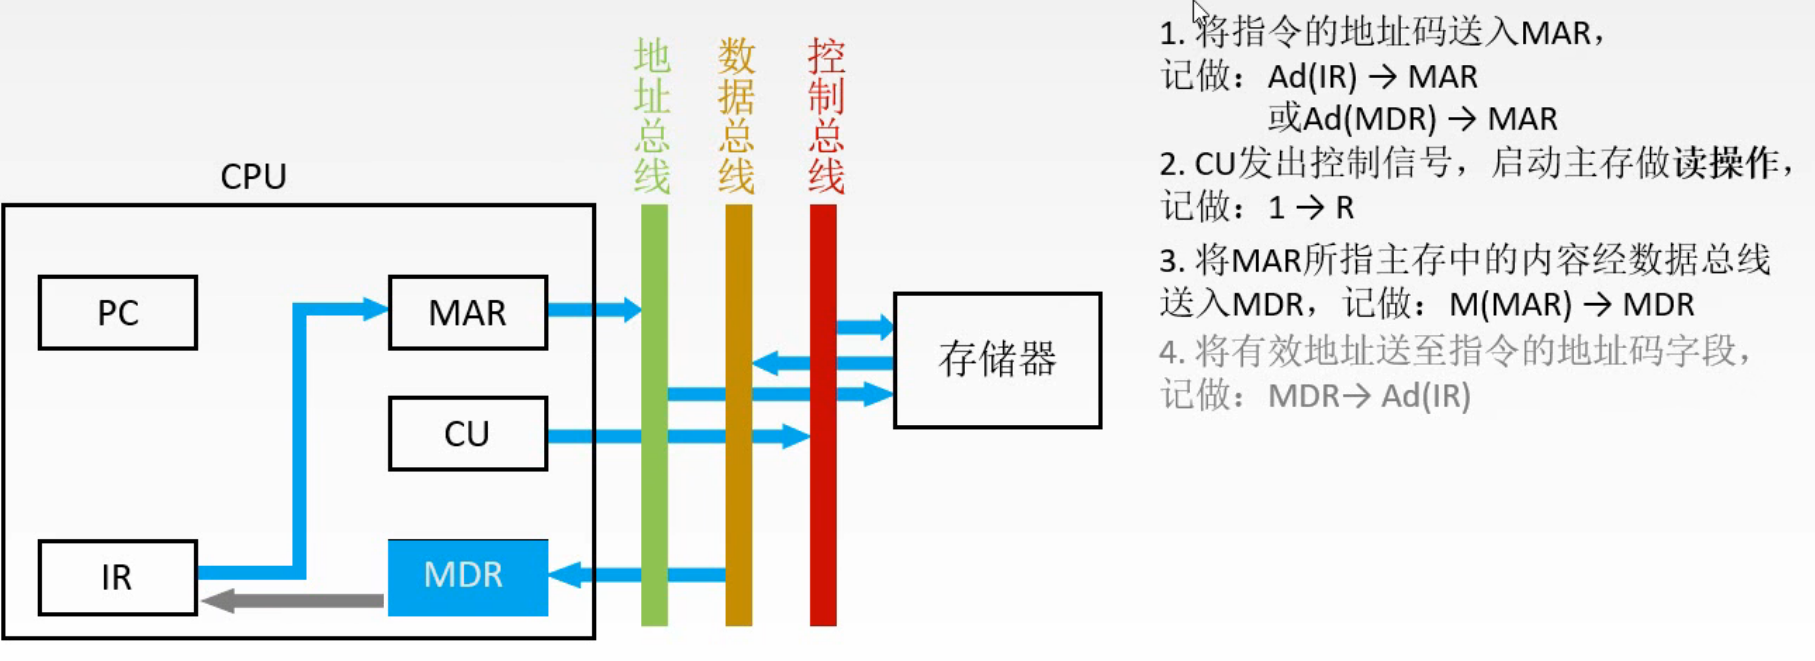 地址总线
数据总线
控制总线
CPU
PC
MAR
CU
IR
MDR
存储器
1. 将指令的地址码送入MAR，
记做：Ad(IR) → MAR
或Ad(MDR) → MAR
2. CU发出控制信号，启动主存做读操作，
记做：1 → R
3. 将MAR所指主存中的内容经数据总线
送入MDR，记做：M(MAR) → MDR
4. 将有效地址送至指令的地址码字段，
记做：MDR→ Ad(IR)